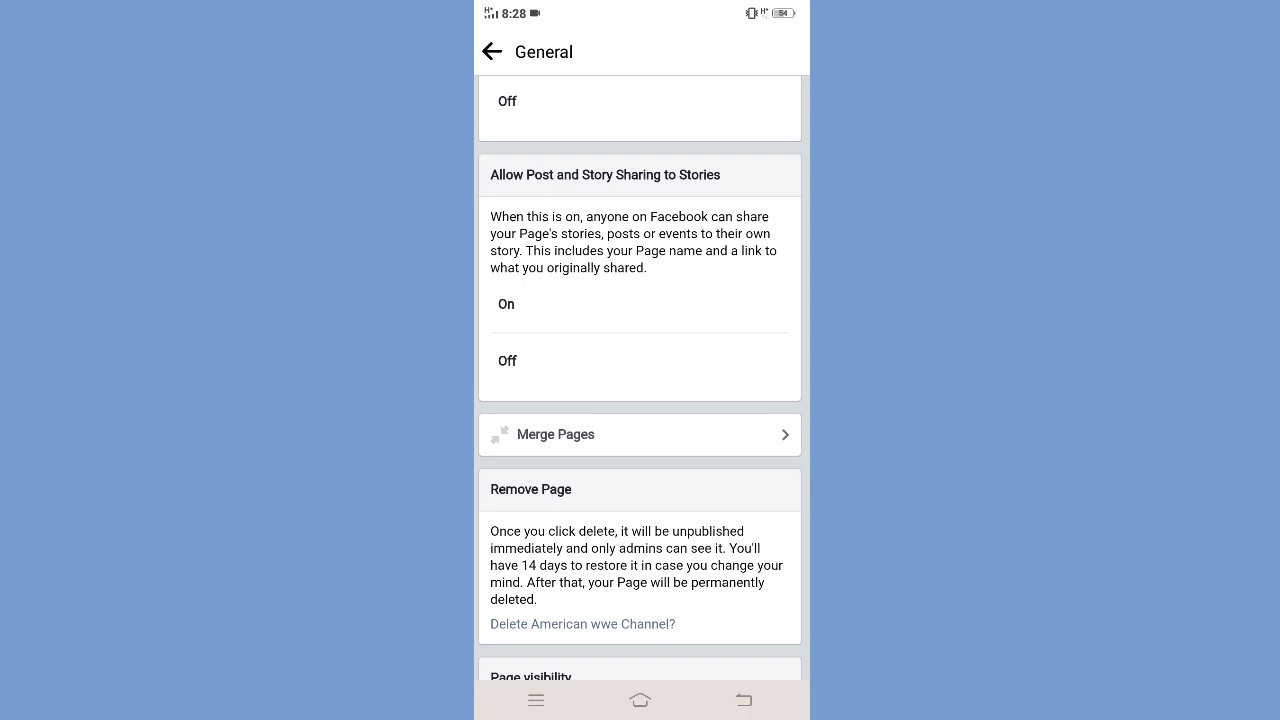 H+ 8:28 H+ 54
General
Off
Allow Post and Story Sharing to Stories
When this is on, anyone on Facebook can share
your Page's stories, posts or events to their own
story. This includes your Page name and a link to
what you originally shared.
On
Off
Merge Pages
Remove Page
Once you click delete, it will be unpublished
immediately and only admins can see it. You'll
have 14 days to restore it in case you change your
mind. After that, your Page will be permanently
deleted.
Delete American wwe Channel?
Page visibility